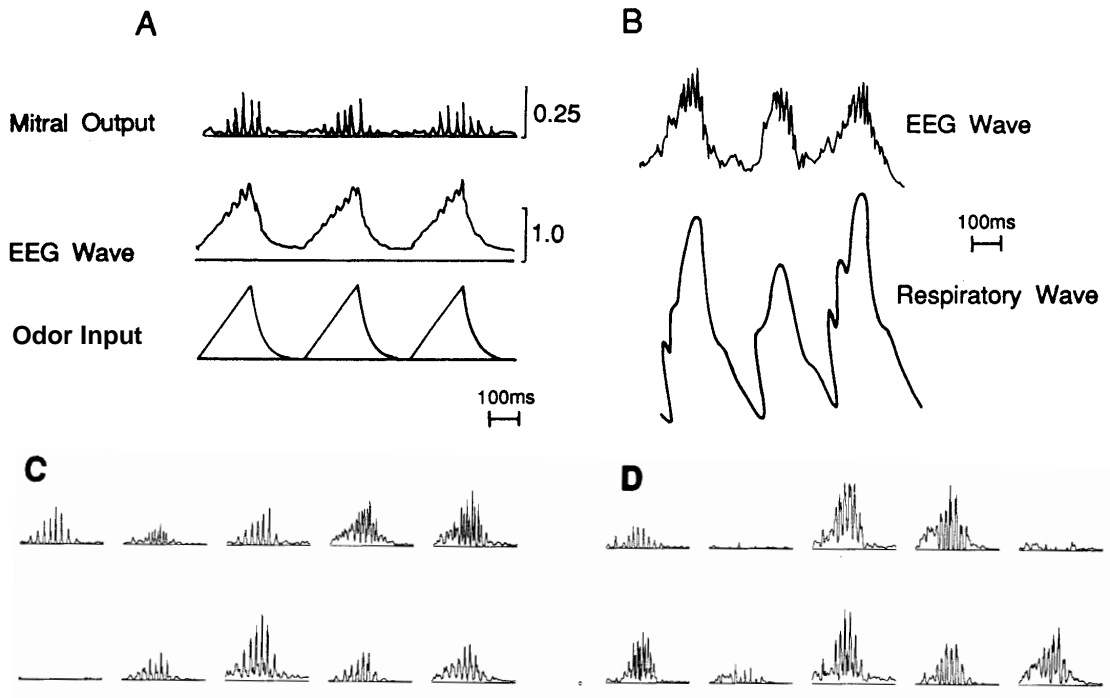 A
Mitral Output
0.25
EEG Wave
1.0
Odor Input
100ms
B
EEG Wave
100ms
Respiratory Wave
C
D